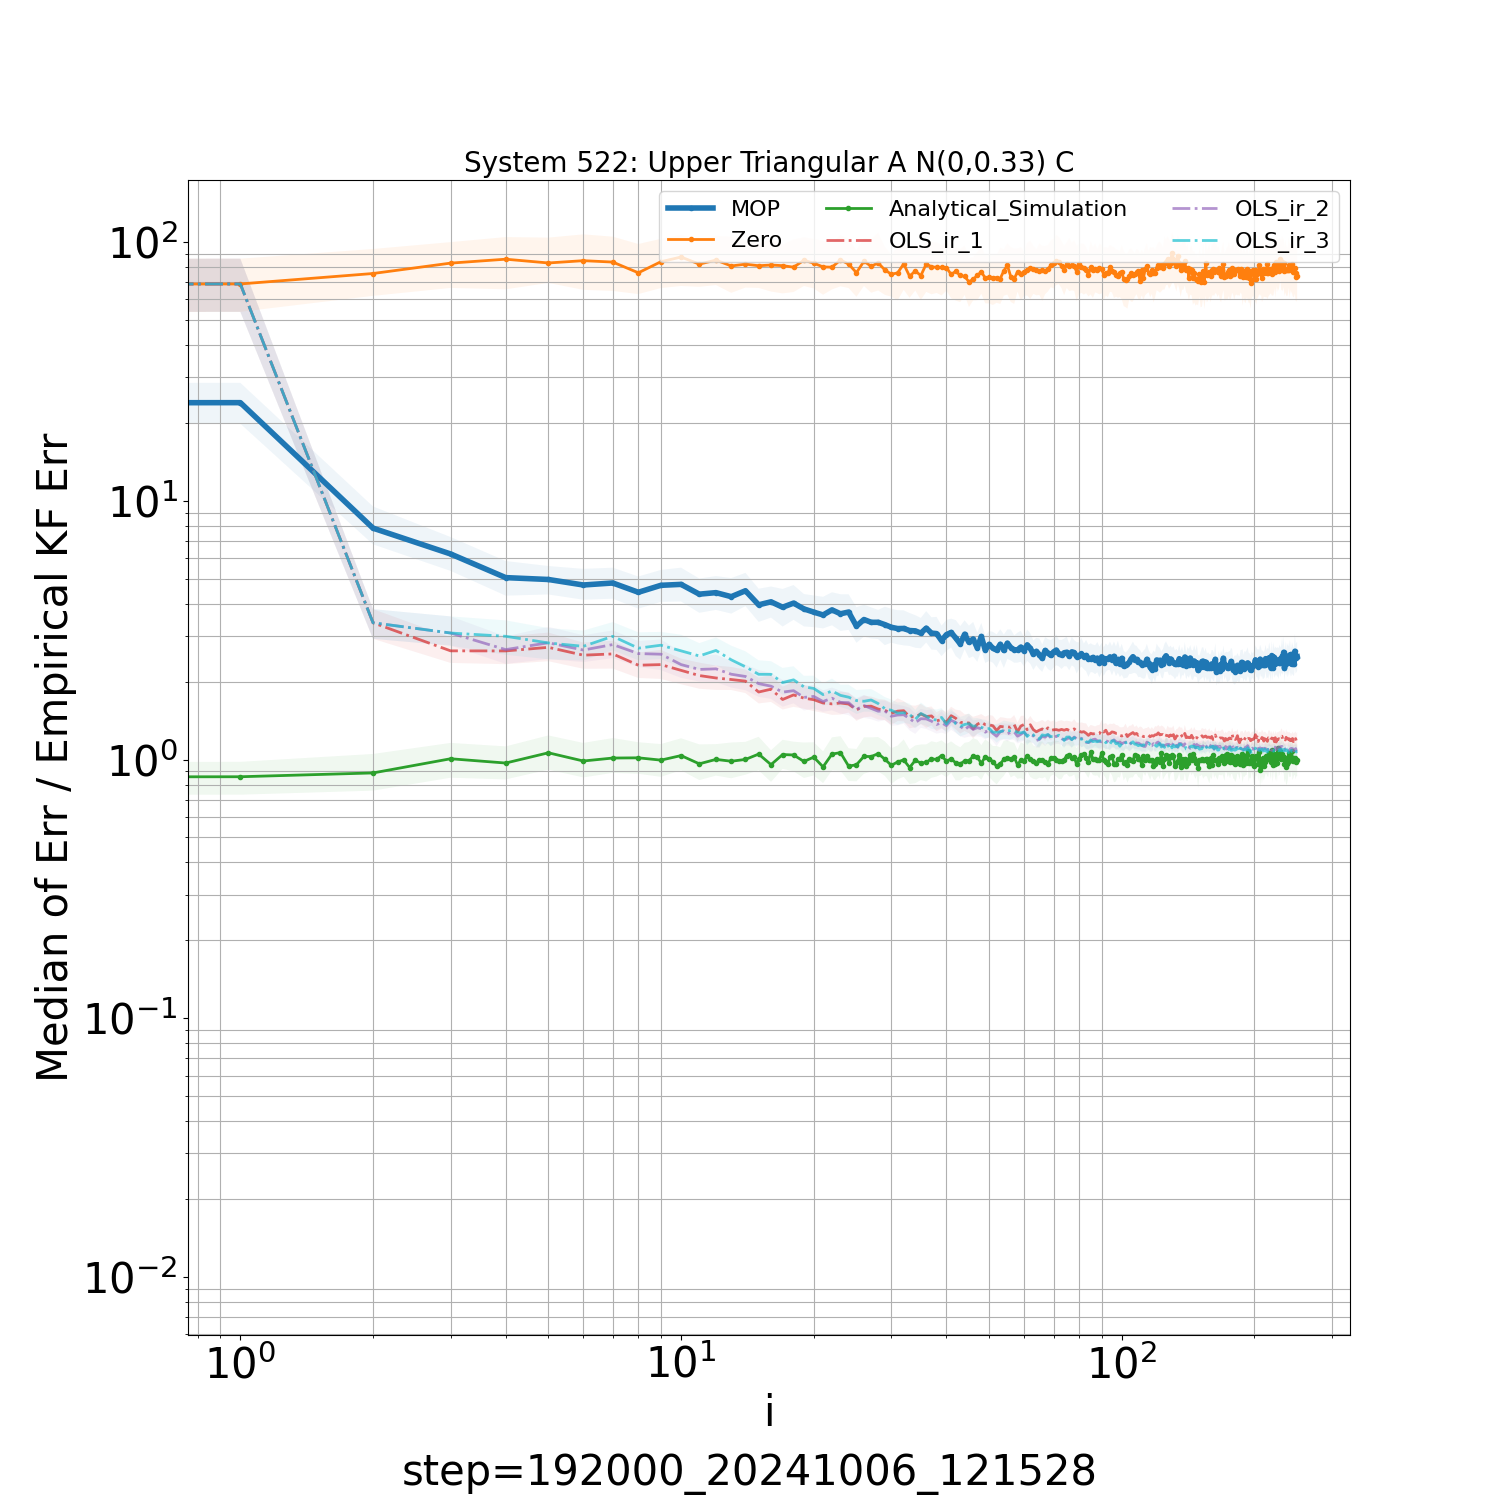 System 522: Upper Triangular A N(0,0.33) C
MOP
Zero
Analytical_Simulation
OLS_ir_1
OLS_ir_2
OLS_ir_3
Median of Err / Empirical KF Err
10²
10¹
10⁰
10⁻¹
10⁻²
10⁰ 10¹ 10²
i
step=192000_20241006_121528